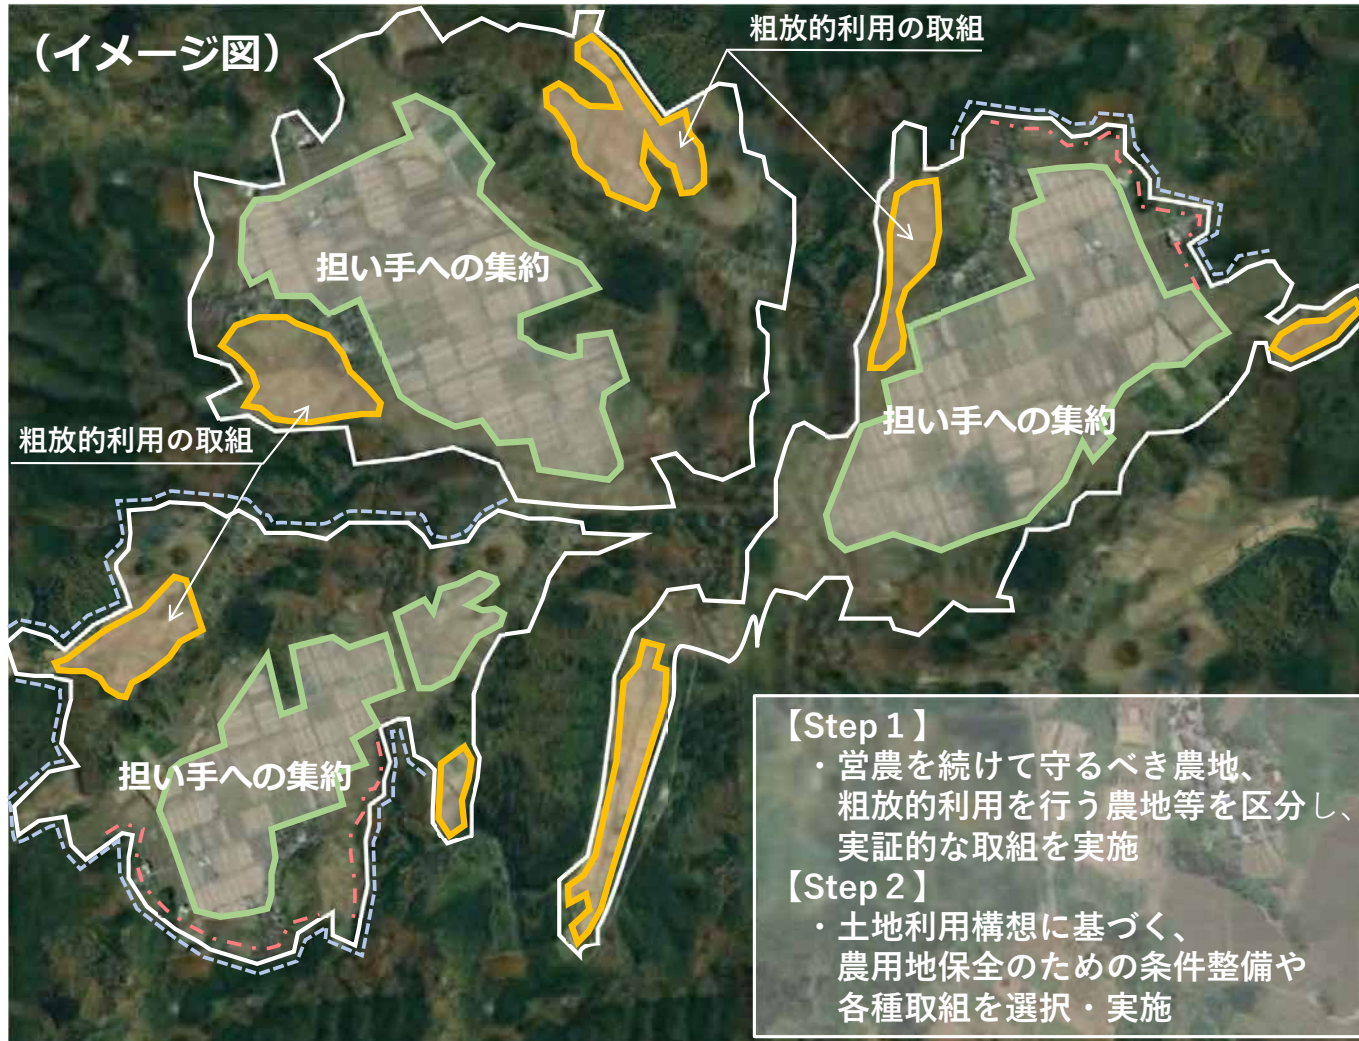 （イメージ図）
粗放的利用の取組
担い手への集約
担い手への集約
粗放的利用の取組
担い手への集約
【Step１】
・営農を続けて守るべき農地、
粗放的利用を行う農地等を区分し、
実証的な取組を実施
【Step２】
・土地利用構想に基づく、
農用地保全のための条件整備や
各種取組を選択・実施